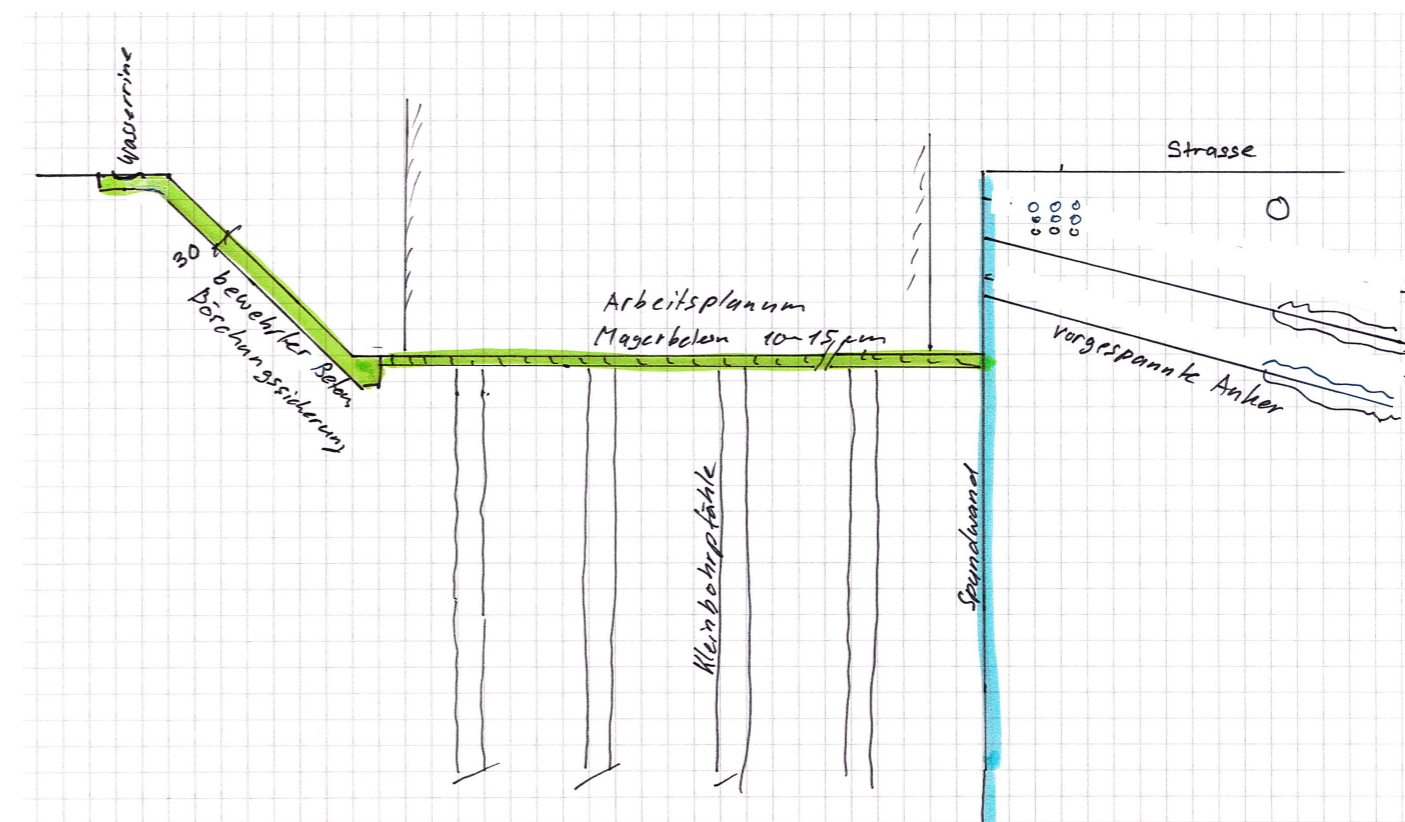 Wasserrine
Strasse
30
bewehrter Beton,
Böschungssicherung
Arbeitsplanum
Magerbeton 10-15 cm
vorgespannte Anker
Kleinbohrpfähle
Spundwand